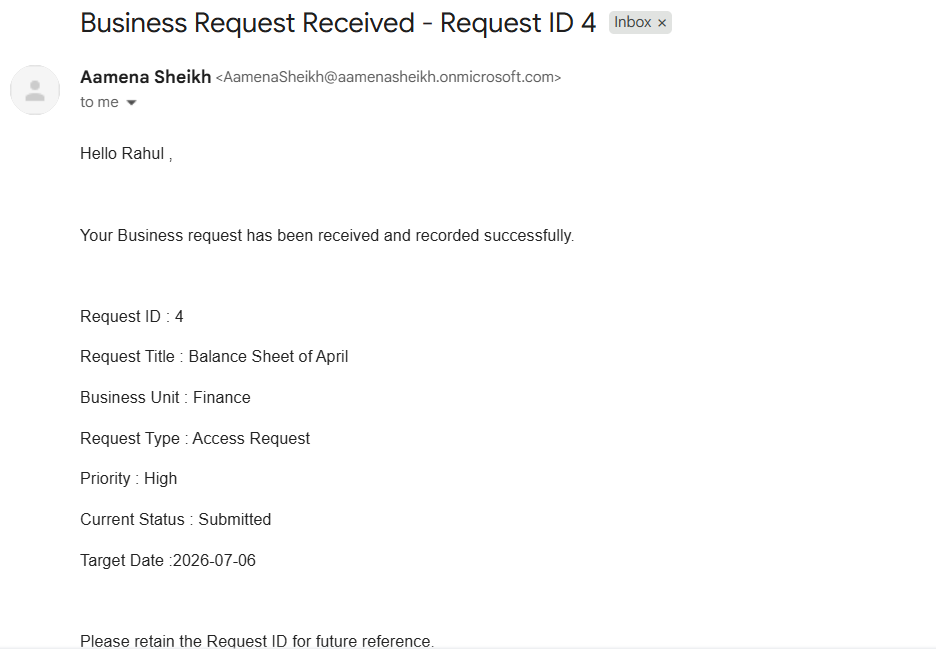 Business Request Received - Request ID 4 Inbox ×
Aamena Sheikh <AamenaSheikh@aamenasheikh.onmicrosoft.com>
to me
Hello Rahul ,
Your Business request has been received and recorded successfully.
Request ID : 4
Request Title : Balance Sheet of April
Business Unit : Finance
Request Type : Access Request
Priority : High
Current Status : Submitted
Target Date :2026-07-06
Please retain the Request ID for future reference.